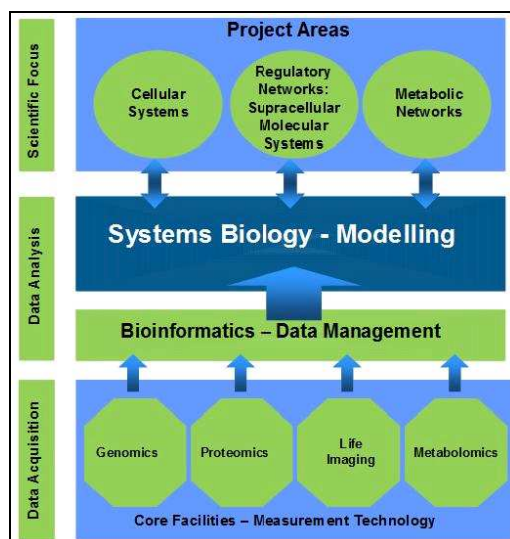 Scientific Focus
Project Areas
Cellular
Systems
Regulatory
Networks:
Supracellular
Molecular
Systems
Metabolic
Networks
Data Analysis
Systems Biology - Modelling
Bioinformatics – Data Management
Data Acquisition
Genomics
Proteomics
Life
Imaging
Metabolomics
Core Facilities – Measurement Technology